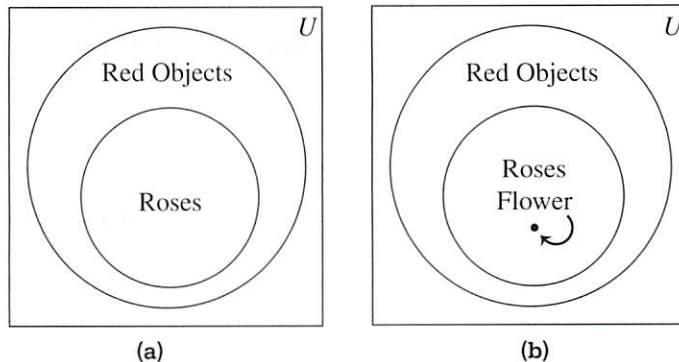 U
Red Objects
Roses
(a)
U
Red Objects
Roses
Flower
(b)